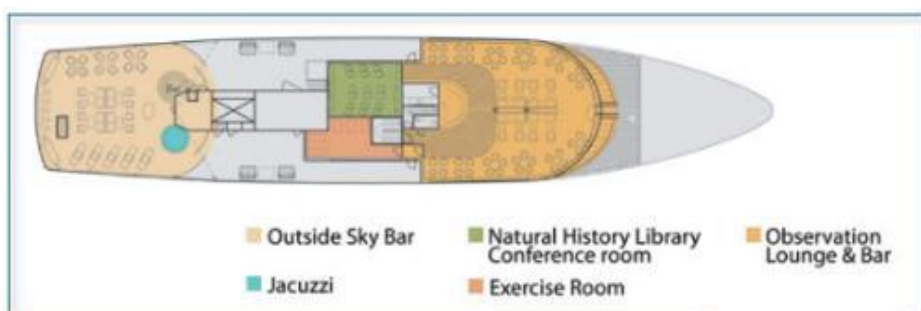 Outside Sky Bar
Natural History Library
Conference room
Observation
Lounge & Bar
Jacuzzi
Exercise Room